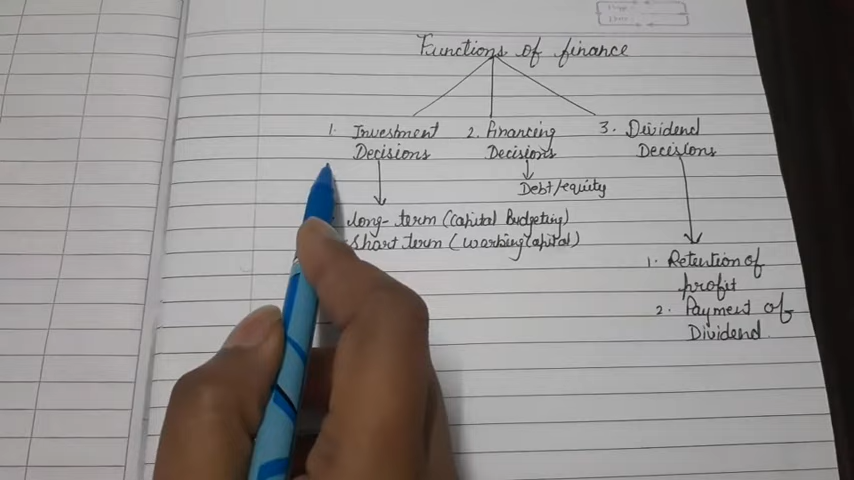 Functions of finance
1. Investment Decisions
2. Financing Decisions
3. Dividend Decisions
Debt/equity
long-term (Capital Budgeting)
Short term (working Capital)
1. Retention of profit
2. Payment of Dividend.